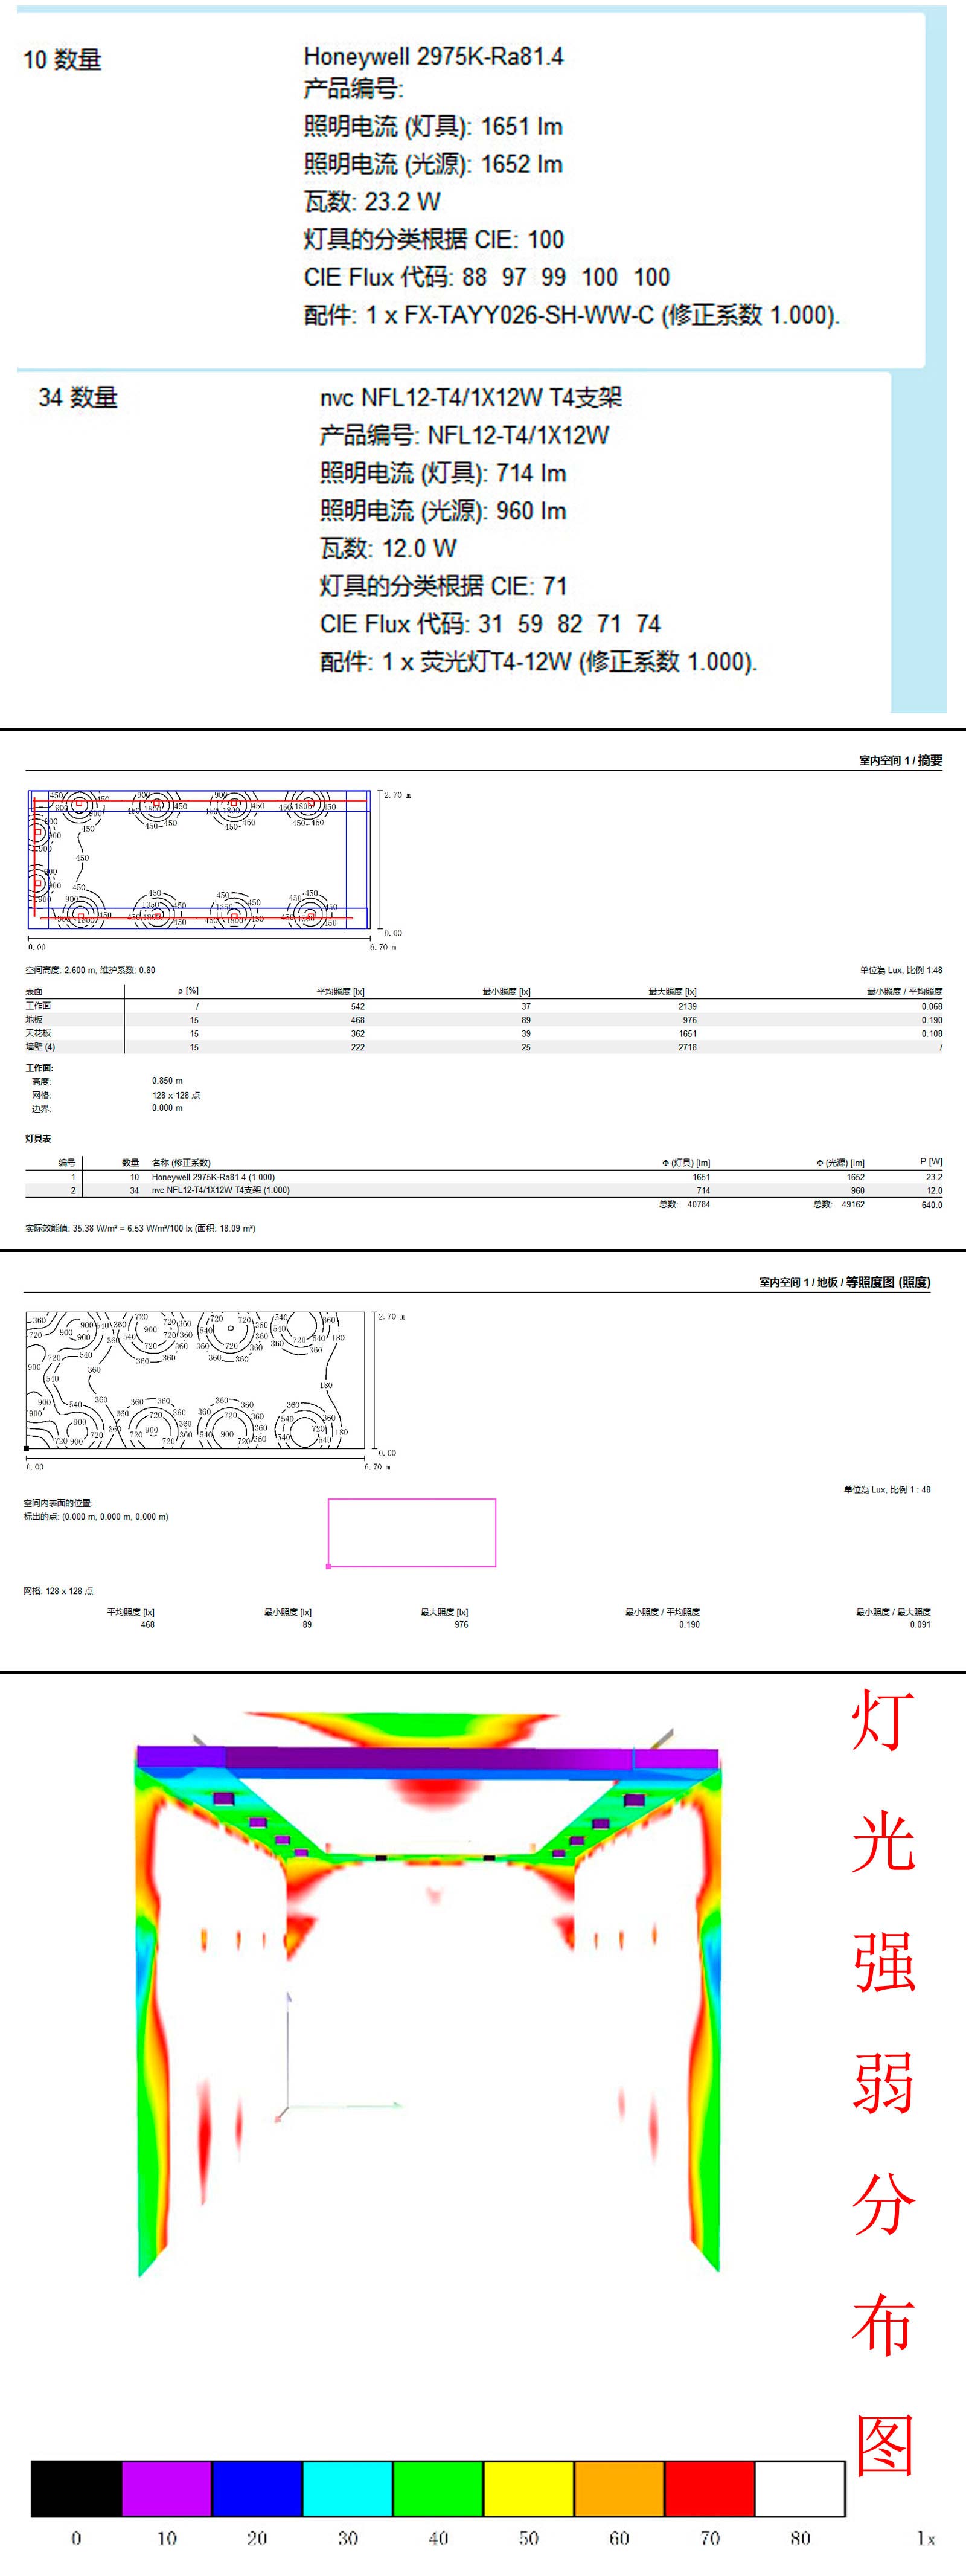 10 数量
Honeywell 2975K-Ra81.4
产品编号:
照明电流 (灯具): 1651 lm
照明电流 (光源): 1652 lm
瓦数: 23.2 W
灯具的分类根据 CIE: 100
CIE Flux 代码: 88 97 99 100 100
配件: 1 x FX-TAYY026-SH-WW-C (修正系数 1.000).
34 数量
nvc NFL12-T4/1X12W T4支架
产品编号: NFL12-T4/1X12W
照明电流 (灯具): 714 lm
照明电流 (光源): 960 lm
瓦数: 12.0 W
灯具的分类根据 CIE: 71
CIE Flux 代码: 31 59 82 71 74
配件: 1 x 荧光灯T4-12W (修正系数 1.000).
室内空间 1 / 摘要
2.70 m
0.00
0.00 6.70 m
空间高度: 2.600 m, 维护系数: 0.80 单位為 Lux, 比例 1:48
表面 ρ [%] 平均照度 [lx] 最小照度 [lx] 最大照度 [lx] 最小照度 / 平均照度
工作面 / 542 37 2139 0.068
地板 15 468 89 976 0.190
天花板 15 362 39 1651 0.108
墙壁 (4) 15 222 25 2718 /
工作面:
高度: 0.850 m
网格: 128 x 128 点
边界: 0.000 m
灯具表
编号 数量 名称 (修正系数) Φ (灯具) [lm] Φ (光源) [lm] P [W]
1 10 Honeywell 2975K-Ra81.4 (1.000) 1651 1652 23.2
2 34 nvc NFL12-T4/1X12W T4支架 (1.000) 714 960 12.0
总数: 40784 总数: 49162 640.0
实际效能值: 35.38 W/m² = 6.53 W/m²/100 lx (面积: 18.09 m²)
室内空间 1 / 地板 / 等照度图 (照度)
2.70 m
0.00
0.00 6.70 m
单位為 Lux, 比例 1 : 48
空间内表面的位置:
标出的点: (0.000 m, 0.000 m, 0.000 m)
网格: 128 x 128 点
平均照度 [lx] 最小照度 [lx] 最大照度 [lx] 最小照度 / 平均照度 最小照度 / 最大照度
468 89 976 0.190 0.091
灯光强弱分布图
0 10 20 30 40 50 60 70 80 lx